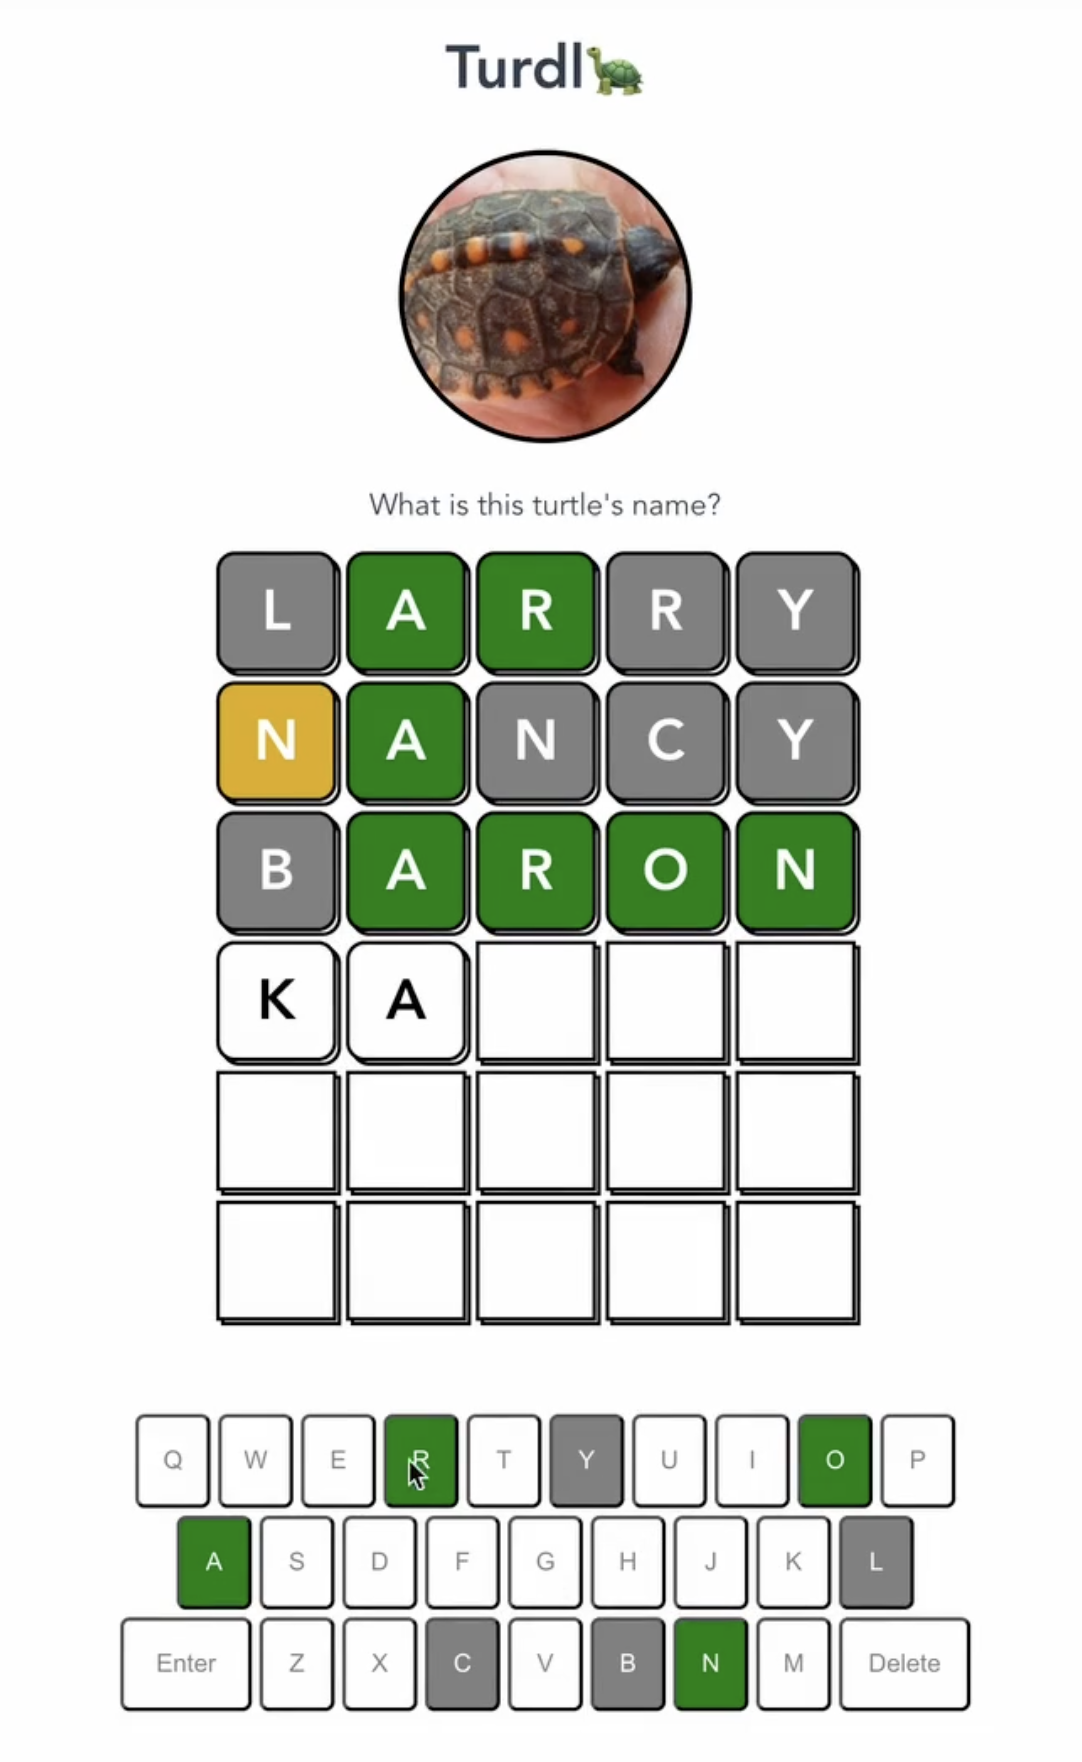 Turdl
What is this turtle's name?
L A R R Y
N A N C Y
B A R O N
K A
Q W E R T Y U I O P
A S D F G H J K L
Enter Z X C V B N M Delete